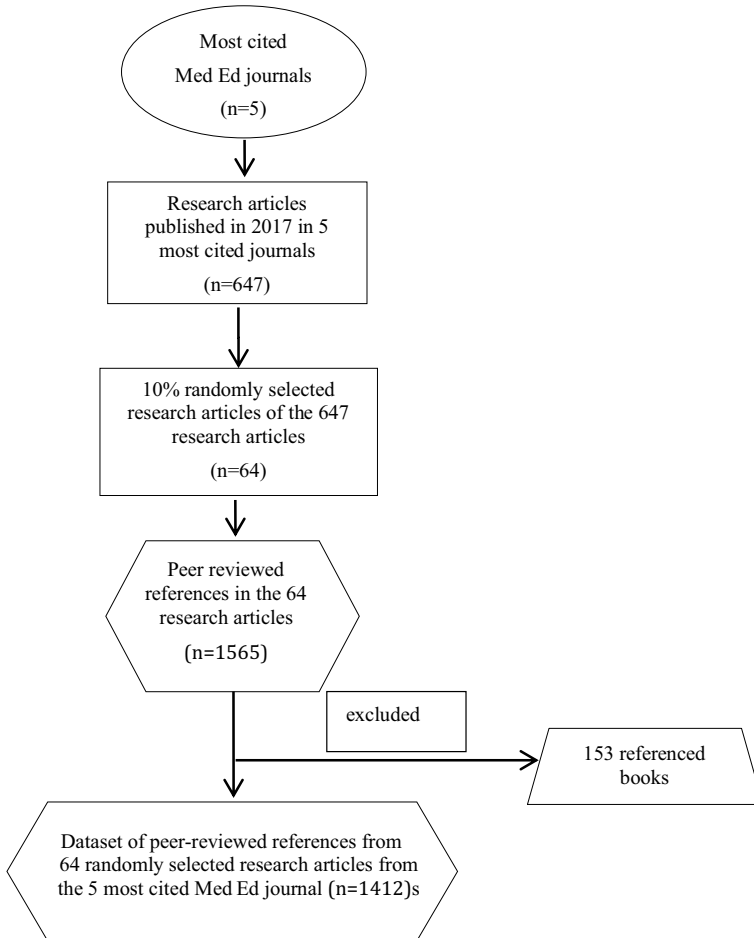 Most cited
Med Ed journals
(n=5)
Research articles
published in 2017 in 5
most cited journals
(n=647)
10% randomly selected
research articles of the 647
research articles
(n=64)
Peer reviewed
references in the 64
research articles
(n=1565)
excluded
153 referenced
books
Dataset of peer-reviewed references from
64 randomly selected research articles from
the 5 most cited Med Ed journal (n=1412)s